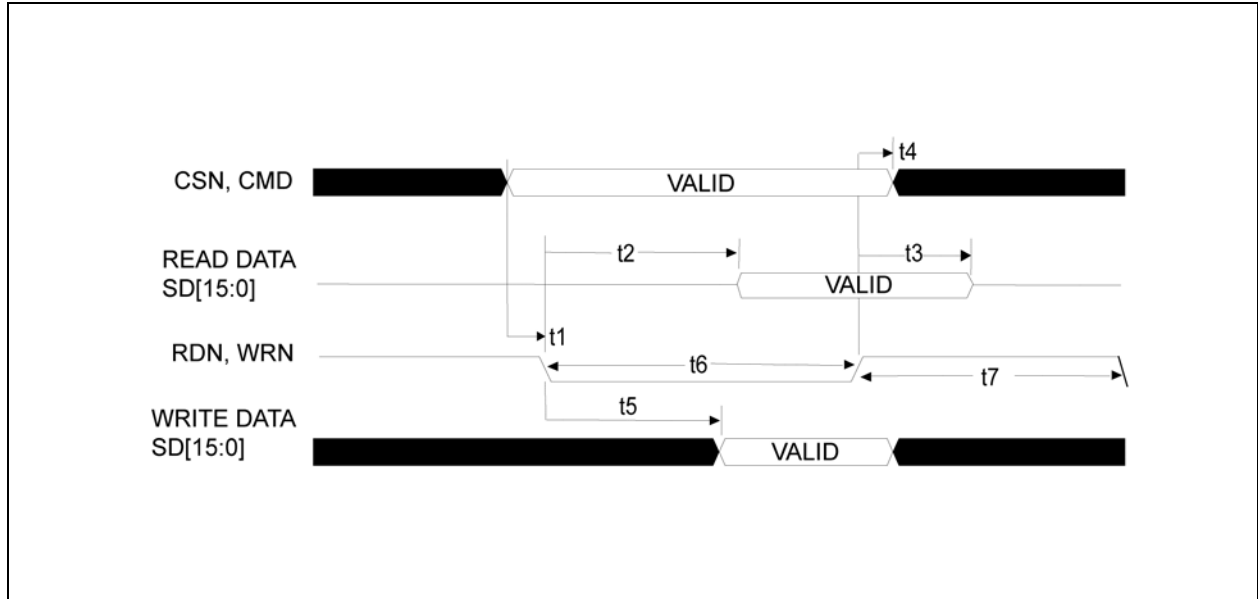 t4
CSN, CMD
VALID
READ DATA
SD[15:0]
t2
t3
VALID
t1
RDN, WRN
t6
t7
WRITE DATA
SD[15:0]
t5
VALID